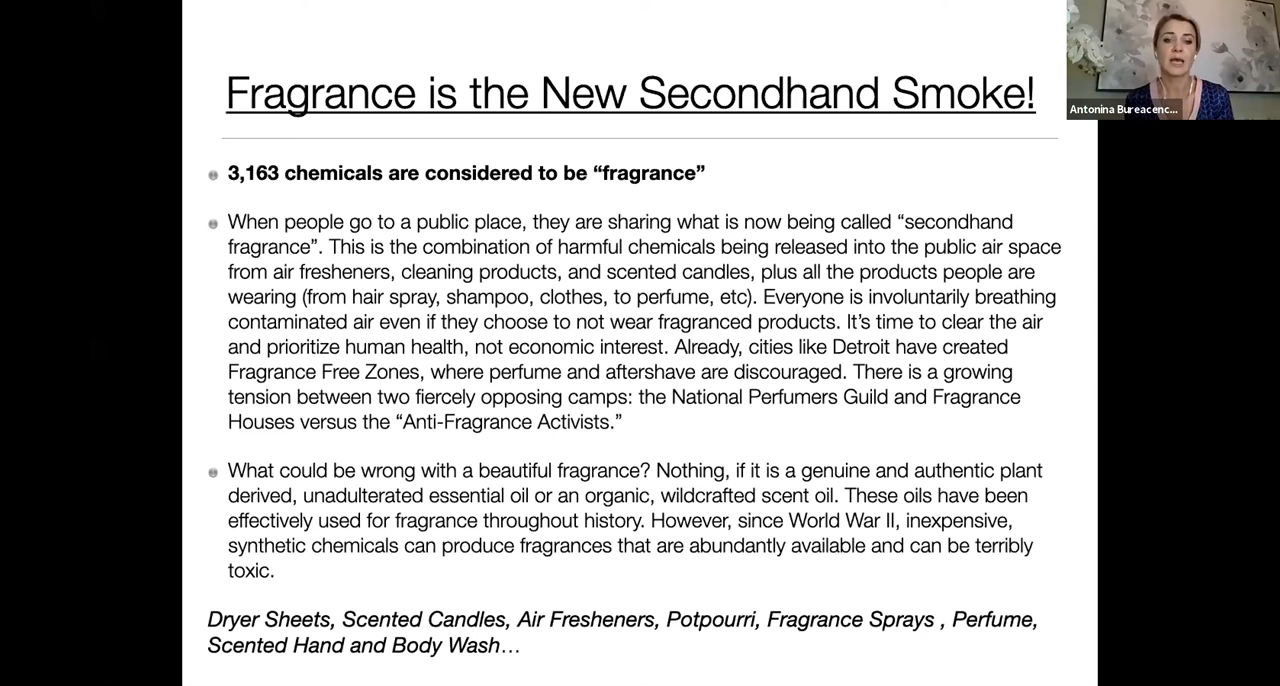 Fragrance is the New Secondhand Smoke!
Antonina Bureacenc...
3,163 chemicals are considered to be “fragrance”
When people go to a public place, they are sharing what is now being called “secondhand
fragrance”. This is the combination of harmful chemicals being released into the public air space
from air fresheners, cleaning products, and scented candles, plus all the products people are
wearing (from hair spray, shampoo, clothes, to perfume, etc). Everyone is involuntarily breathing
contaminated air even if they choose to not wear fragranced products. It’s time to clear the air
and prioritize human health, not economic interest. Already, cities like Detroit have created
Fragrance Free Zones, where perfume and aftershave are discouraged. There is a growing
tension between two fiercely opposing camps: the National Perfumers Guild and Fragrance
Houses versus the “Anti-Fragrance Activists.”
What could be wrong with a beautiful fragrance? Nothing, if it is a genuine and authentic plant
derived, unadulterated essential oil or an organic, wildcrafted scent oil. These oils have been
effectively used for fragrance throughout history. However, since World War II, inexpensive,
synthetic chemicals can produce fragrances that are abundantly available and can be terribly
toxic.
Dryer Sheets, Scented Candles, Air Fresheners, Potpourri, Fragrance Sprays , Perfume,
Scented Hand and Body Wash…